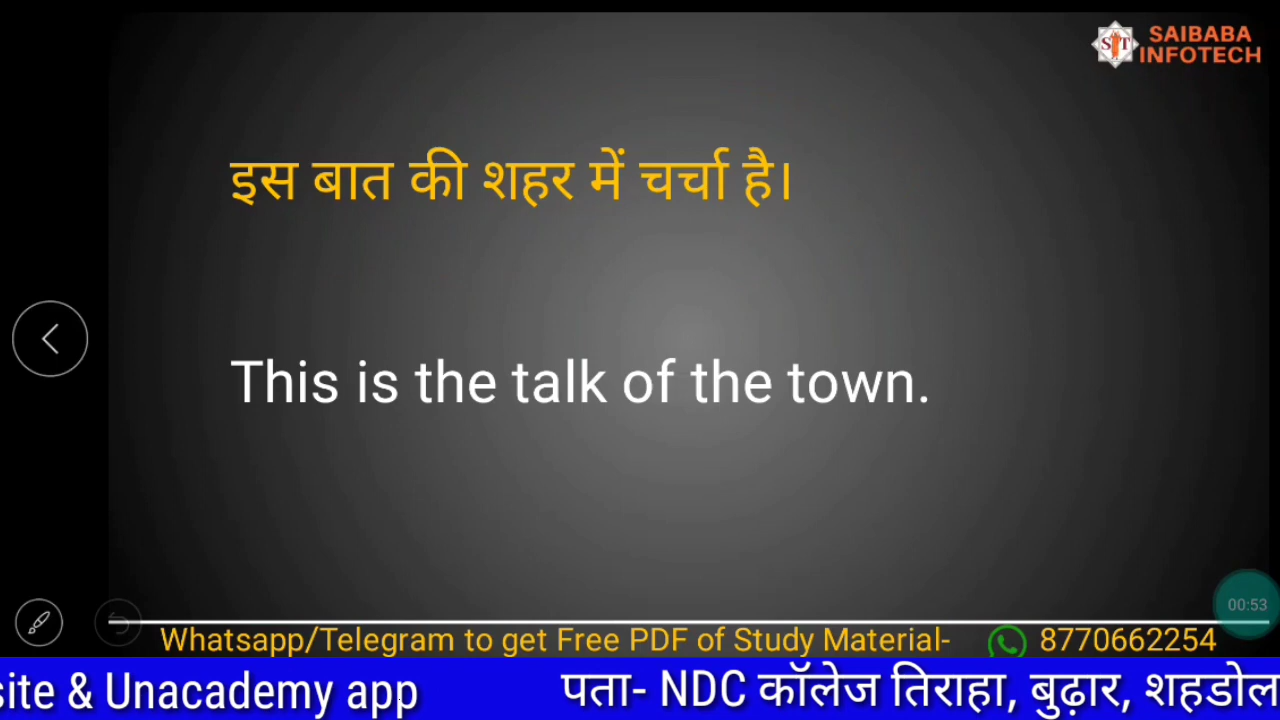 SAIBABA
INFOTECH
SIT
इस बात की शहर में चर्चा है।
This is the talk of the town.
00:53
Whatsapp/Telegram to get Free PDF of Study Material- 8770662254
site & Unacademy app पता- NDC कॉलेज तिराहा, बुढ़ार, शहडोल